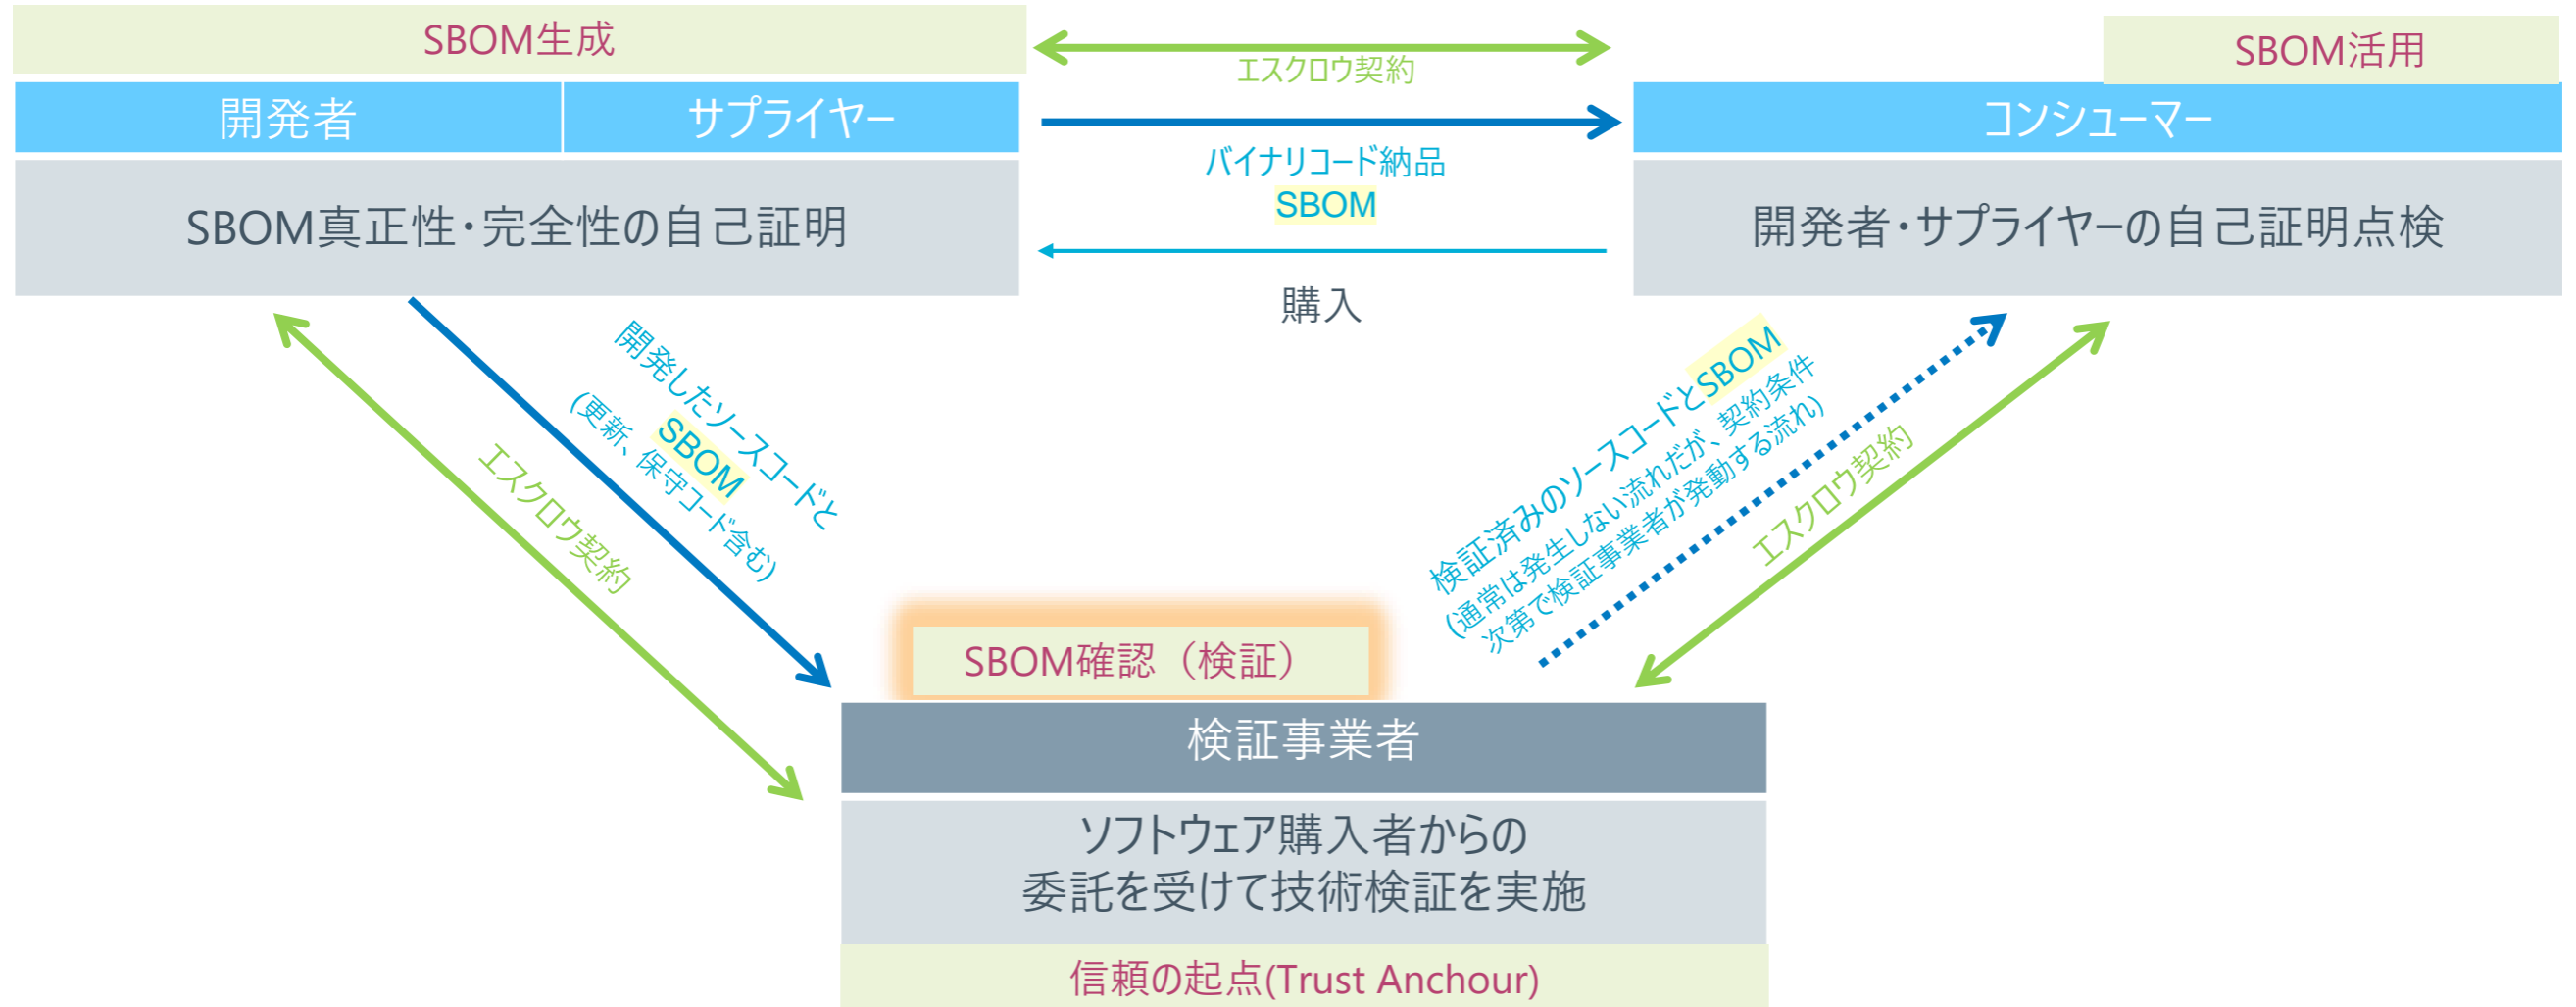 SBOM生成
エスクロウ契約
SBOM活用
開発者
サプライヤー
コンシューマー
バイナリコード納品
SBOM
SBOM真正性・完全性の自己証明
開発者・サプライヤーの自己証明点検
購入
開発したソースコードと
SBOM
(更新、保守コード含む)
エスクロウ契約
検証済みのソースコードとSBOM
(通常は発生しない流れだが、契約条件
次第で検証事業者が発動する流れ)
エスクロウ契約
SBOM確認（検証）
検証事業者
ソフトウェア購入者からの
委託を受けて技術検証を実施
信頼の起点(Trust Anchour)